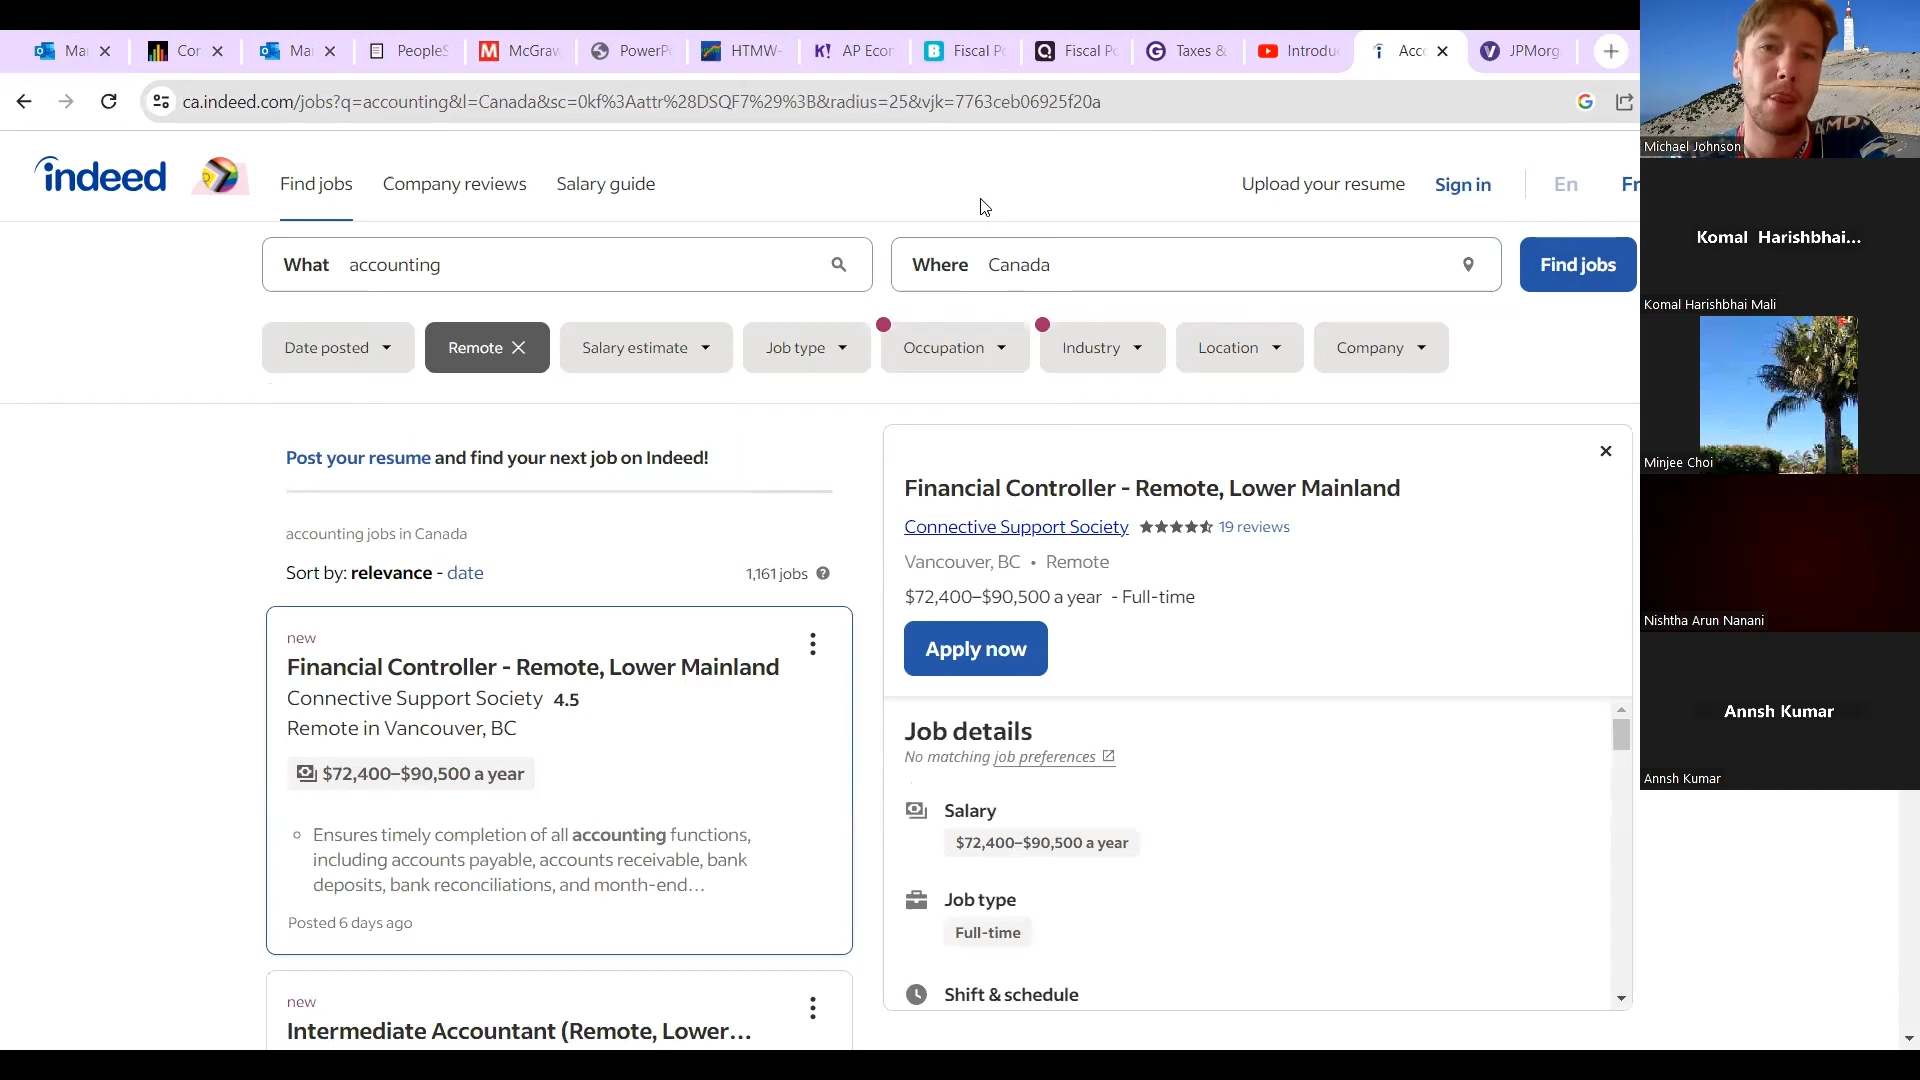 Ma
Cor
Mai
PeopleS
McGraw
PowerP
HTMW-
AP Econ
Fiscal Po
Fiscal Po
Taxes &
Introdu
Acc
JPMorg
ca.indeed.com/jobs?q=accounting&l=Canada&sc=0kf%3Aattr%28DSQF7%29%3B&radius=25&vjk=7763ceb06925f20a
indeed
Find jobs
Company reviews
Salary guide
Upload your resume
Sign in
En
Fr
What accounting
Where Canada
Find jobs
Date posted
Remote
Salary estimate
Job type
Occupation
Industry
Location
Company
Post your resume and find your next job on Indeed!
accounting jobs in Canada
Sort by: relevance - date
1,161 jobs
new
Financial Controller - Remote, Lower Mainland
Connective Support Society 4.5
Remote in Vancouver, BC
$72,400–$90,500 a year
Ensures timely completion of all accounting functions,
including accounts payable, accounts receivable, bank
deposits, bank reconciliations, and month-end…
Posted 6 days ago
new
Intermediate Accountant (Remote, Lower…
Financial Controller - Remote, Lower Mainland
Connective Support Society
19 reviews
Vancouver, BC • Remote
$72,400–$90,500 a year - Full-time
Apply now
Job details
No matching job preferences
Salary
$72,400–$90,500 a year
Job type
Full-time
Shift & schedule
AMD
Michael Johnson
Komal Harishbhai...
Komal Harishbhai Mali
Minjee Choi
Nishtha Arun Nanani
Annsh Kumar
Annsh Kumar